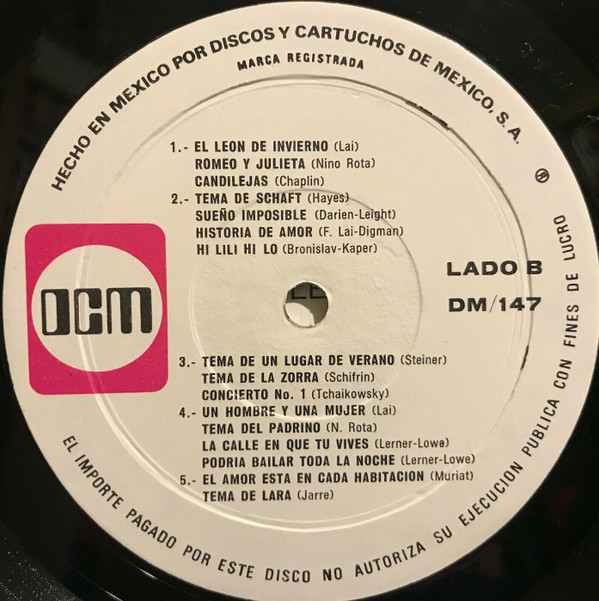 HECHO EN MEXICO POR DISCOS Y CARTUCHOS DE MEXICO, S.A.
MARCA REGISTRADA
1.- EL LEON DE INVIERNO (Lai)
ROMEO Y JULIETA (Nino Rota)
CANDILEJAS (Chaplin)
2.- TEMA DE SCHAFT (Hayes)
SUEÑO IMPOSIBLE (Darien-Leight)
HISTORIA DE AMOR (F. Lai-Digman)
HI LILI HI LO (Bronislav-Kaper)
DCM
LADO B
DM/147
3.- TEMA DE UN LUGAR DE VERANO (Steiner)
TEMA DE LA ZORRA (Schifrin)
CONCIERTO No. 1 (Tchaikowsky)
4.- UN HOMBRE Y UNA MUJER (Lai)
TEMA DEL PADRINO (N. Rota)
LA CALLE EN QUE TU VIVES (Lerner-Lowe)
PODRIA BAILAR TODA LA NOCHE (Lerner-Lowe)
5.- EL AMOR ESTA EN CADA HABITACION (Muriat)
TEMA DE LARA (Jarre)
EL IMPORTE PAGADO POR ESTE DISCO NO AUTORIZA SU EJECUCION PUBLICA CON FINES DE LUCRO